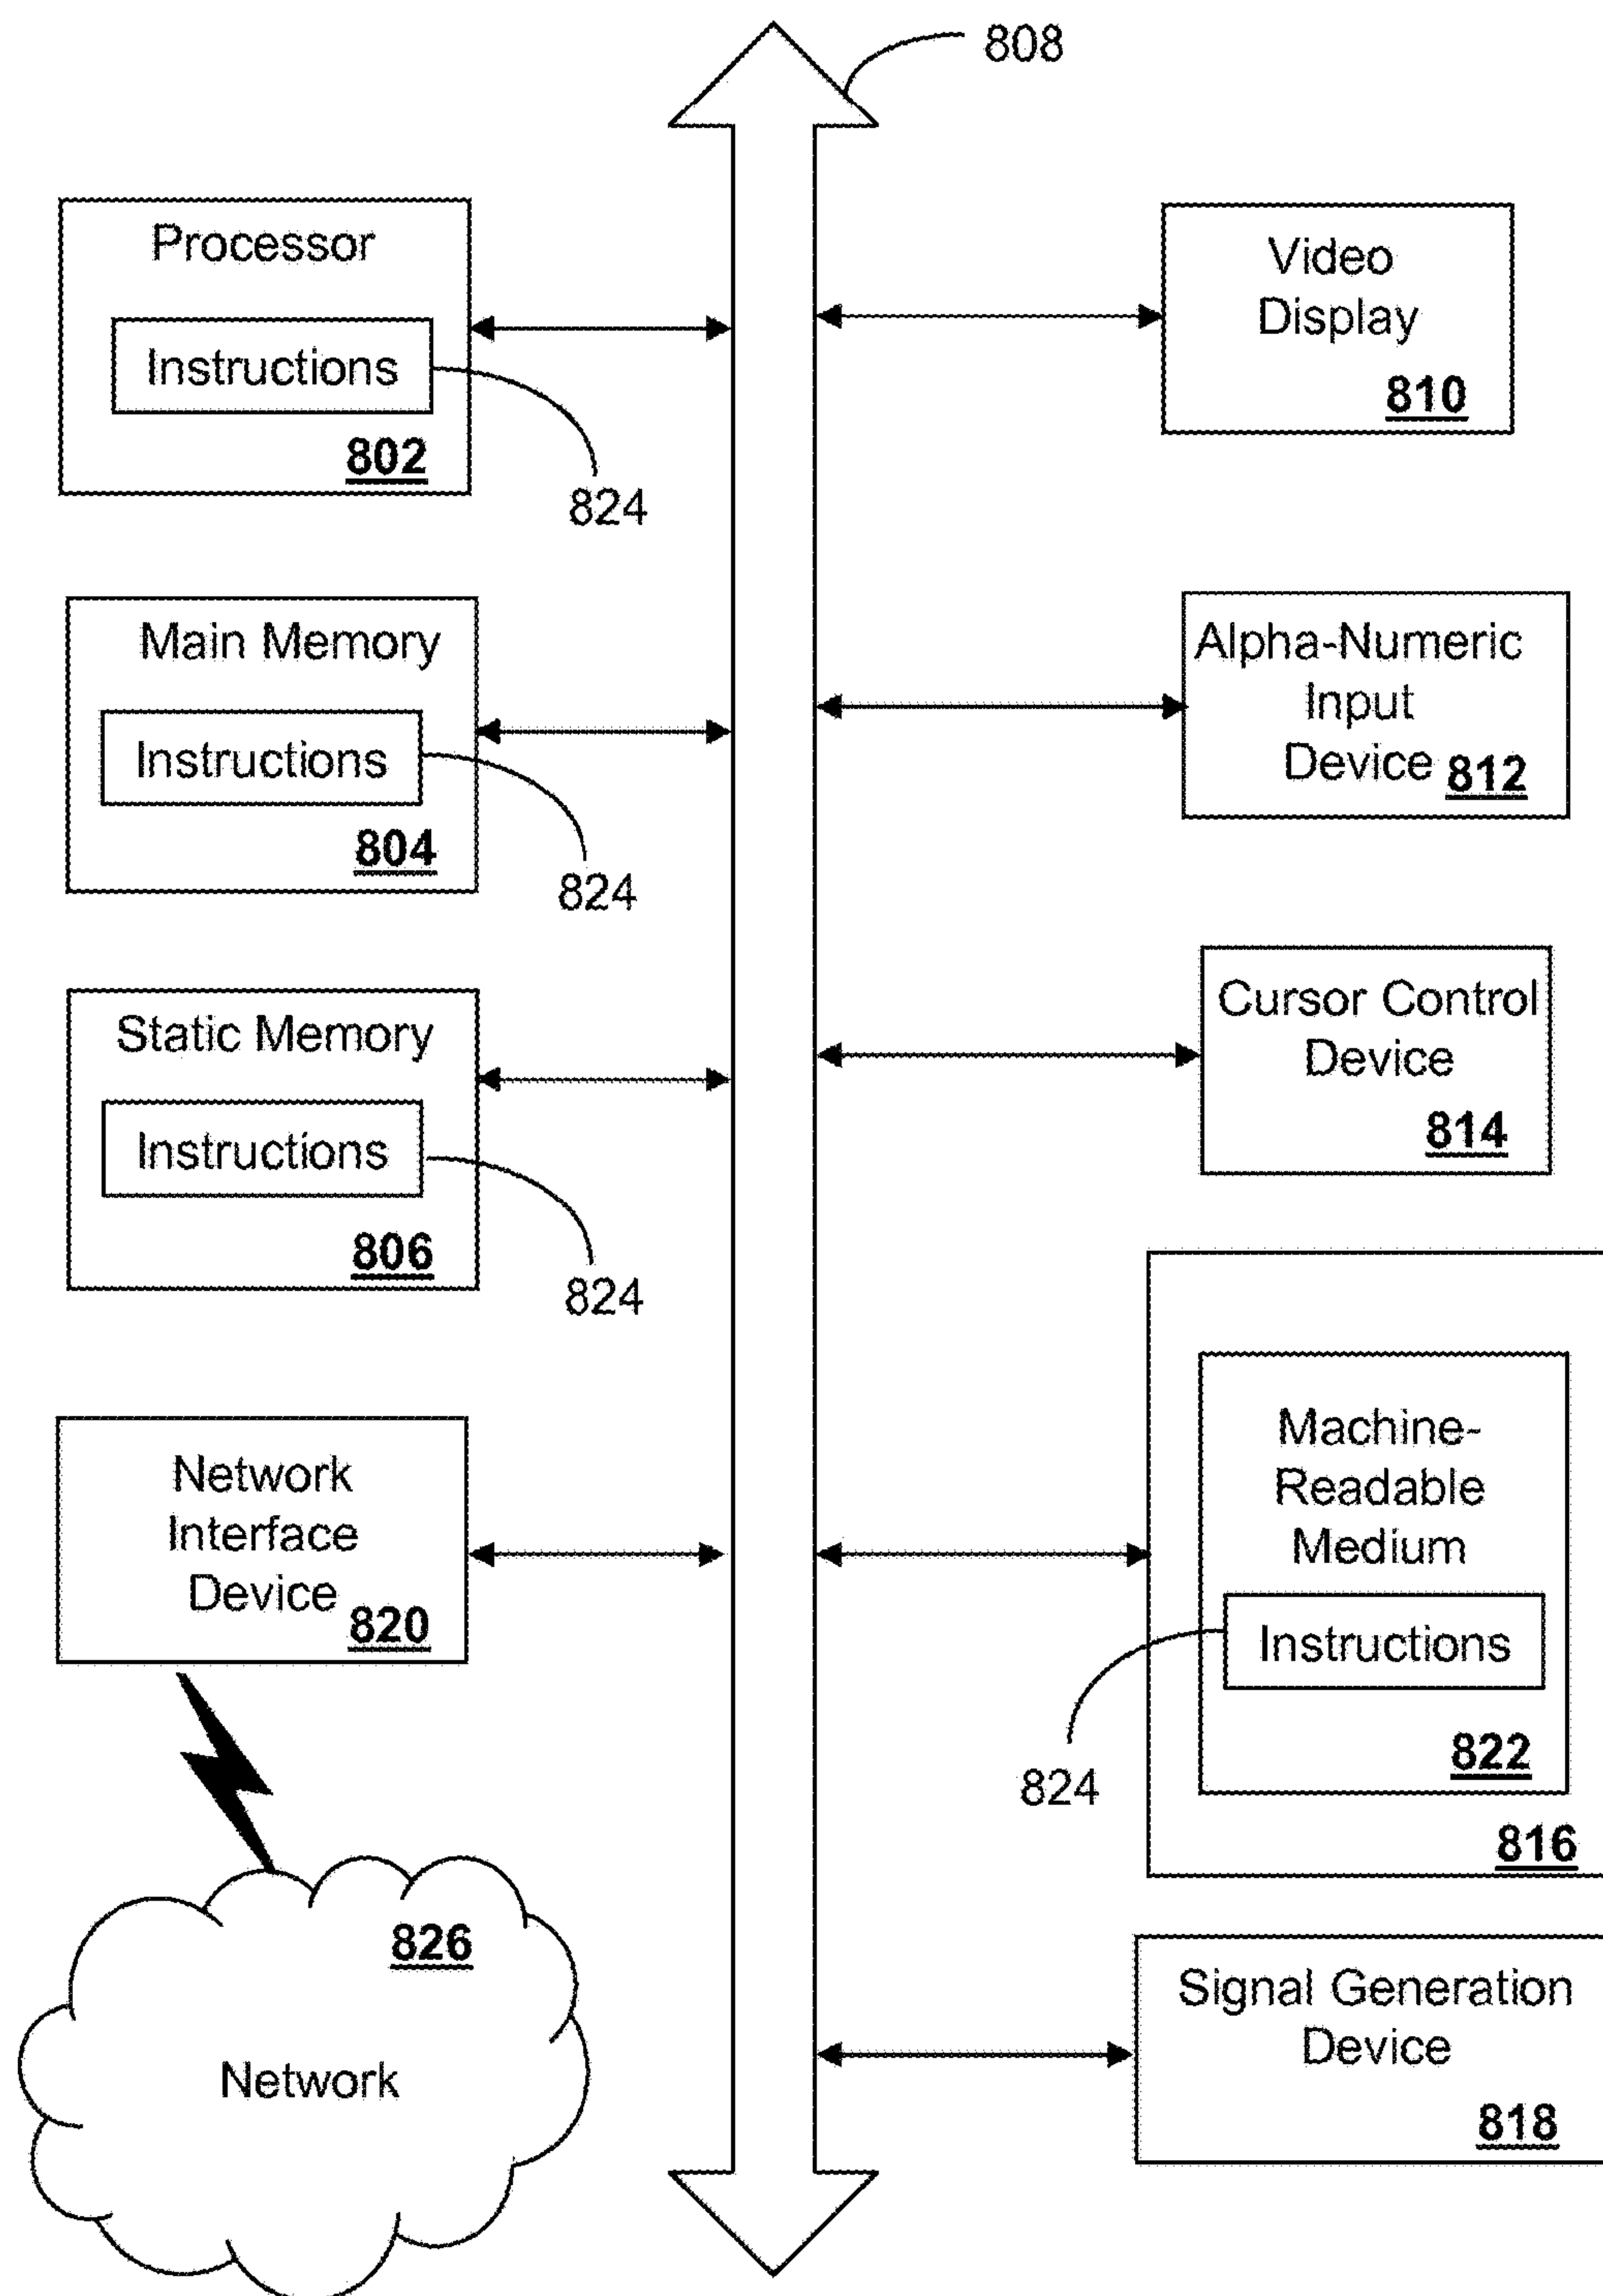 808
Processor
Instructions
802
824
Main Memory
Instructions
804
824
Static Memory
Instructions
806
824
Network
Interface
Device
820
826
Network
Video
Display
810
Alpha-Numeric
Input
Device 812
Cursor Control
Device
814
Machine-
Readable
Medium
Instructions
822
824
816
Signal Generation
Device
818